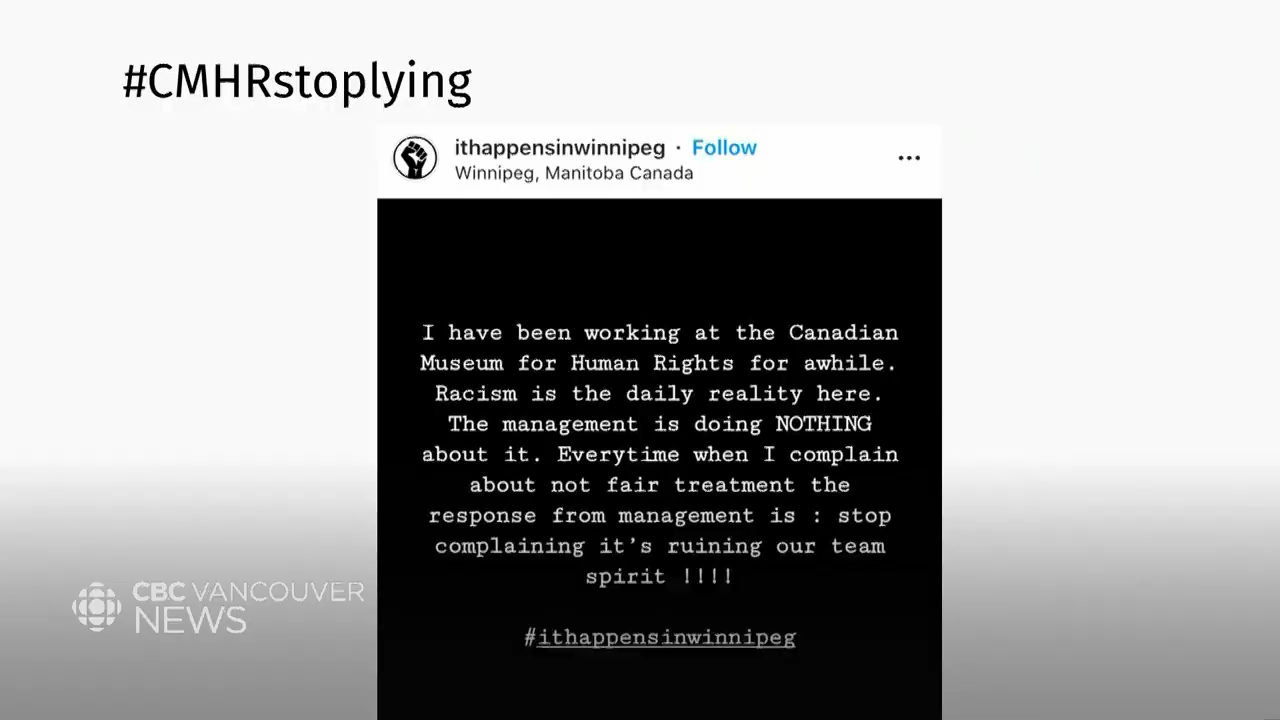 #CMHRstoplying
ithappensinwinnipeg · Follow
Winnipeg, Manitoba Canada
I have been working at the Canadian
Museum for Human Rights for awhile.
Racism is the daily reality here.
The management is doing NOTHING
about it. Everytime when I complain
about not fair treatment the
response from management is : stop
complaining it's ruining our team
spirit !!!!
#ithappensinwinnipeg
CBC VANCOUVER
NEWS